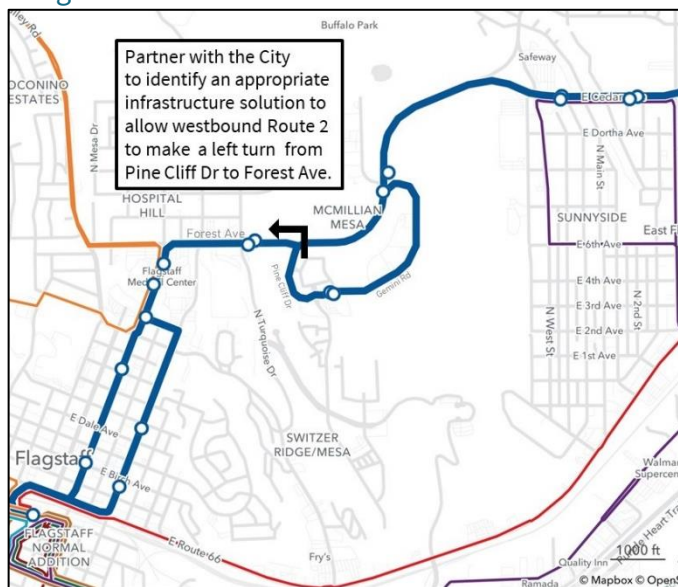 Buffalo Park
Safeway
Partner with the City
to identify an appropriate
infrastructure solution to
allow westbound Route 2
to make a left turn from
Pine Cliff Dr to Forest Ave.
OCONINO
ESTATES
N Mesa Dr
HOSPITAL
HILL
E Cedar
E Dortha Ave
N Main St
MCMILLIAN
MESA
SUNNYSIDE
East F
Forest Ave
E 6th Ave
Flagstaff
Medical Center
Pine Cliff Dr
Gemini Rd
E 4th Ave
E 3rd Ave
N 2nd St
E 2nd Ave
N West St
E 1st Ave
N Turquoise Dr
E Dale Ave
SWITZER
RIDGE/MESA
Flagstaff
E Birch Ave
Walmar
Supercen
FLAGSTAFF
NORMAL
ADDITION
E Route 66
Fry's
1000 ft
Quality Inn
Ramada
© Mapbox © OpenS